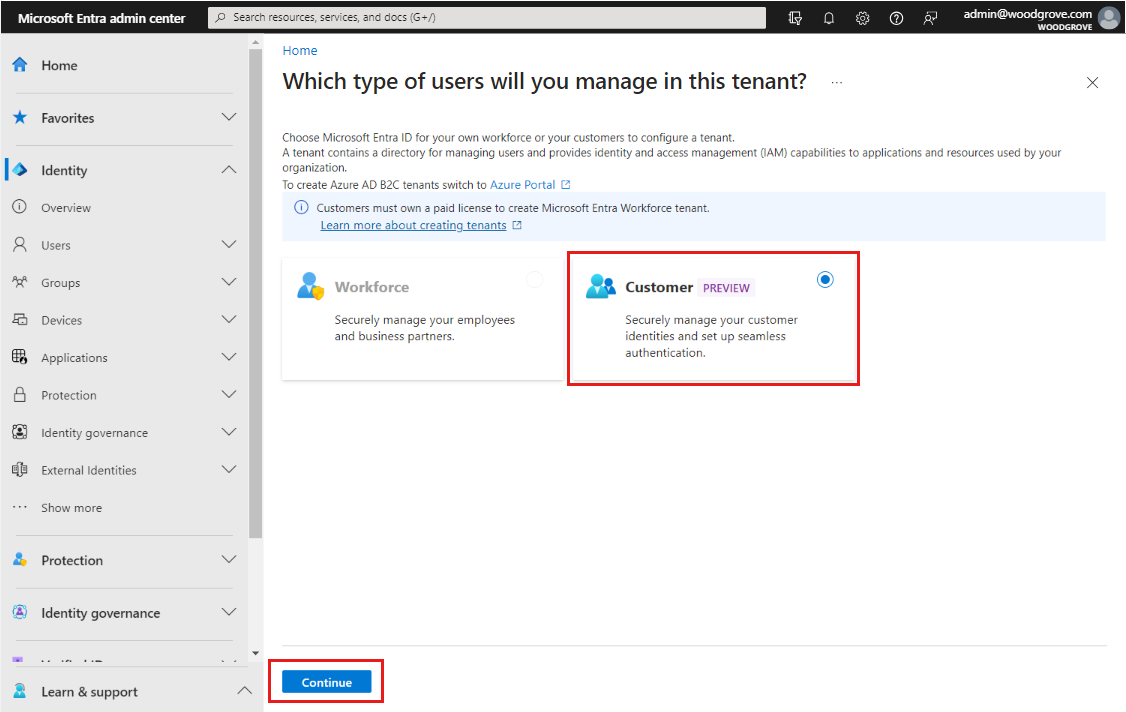 Microsoft Entra admin center
Search resources, services, and docs (G+/)
admin@woodgrove.com
WOODGROVE
Home
Favorites
Identity
Overview
Users
Groups
Devices
Applications
Protection
Identity governance
External Identities
Show more
Protection
Identity governance
Learn & support
Home
Which type of users will you manage in this tenant?
Choose Microsoft Entra ID for your own workforce or your customers to configure a tenant.
A tenant contains a directory for managing users and provides identity and access management (IAM) capabilities to applications and resources used by your
organization.
To create Azure AD B2C tenants switch to Azure Portal
Customers must own a paid license to create Microsoft Entra Workforce tenant.
Learn more about creating tenants
Workforce
Securely manage your employees
and business partners.
Customer PREVIEW
Securely manage your customer
identities and set up seamless
authentication.
Continue